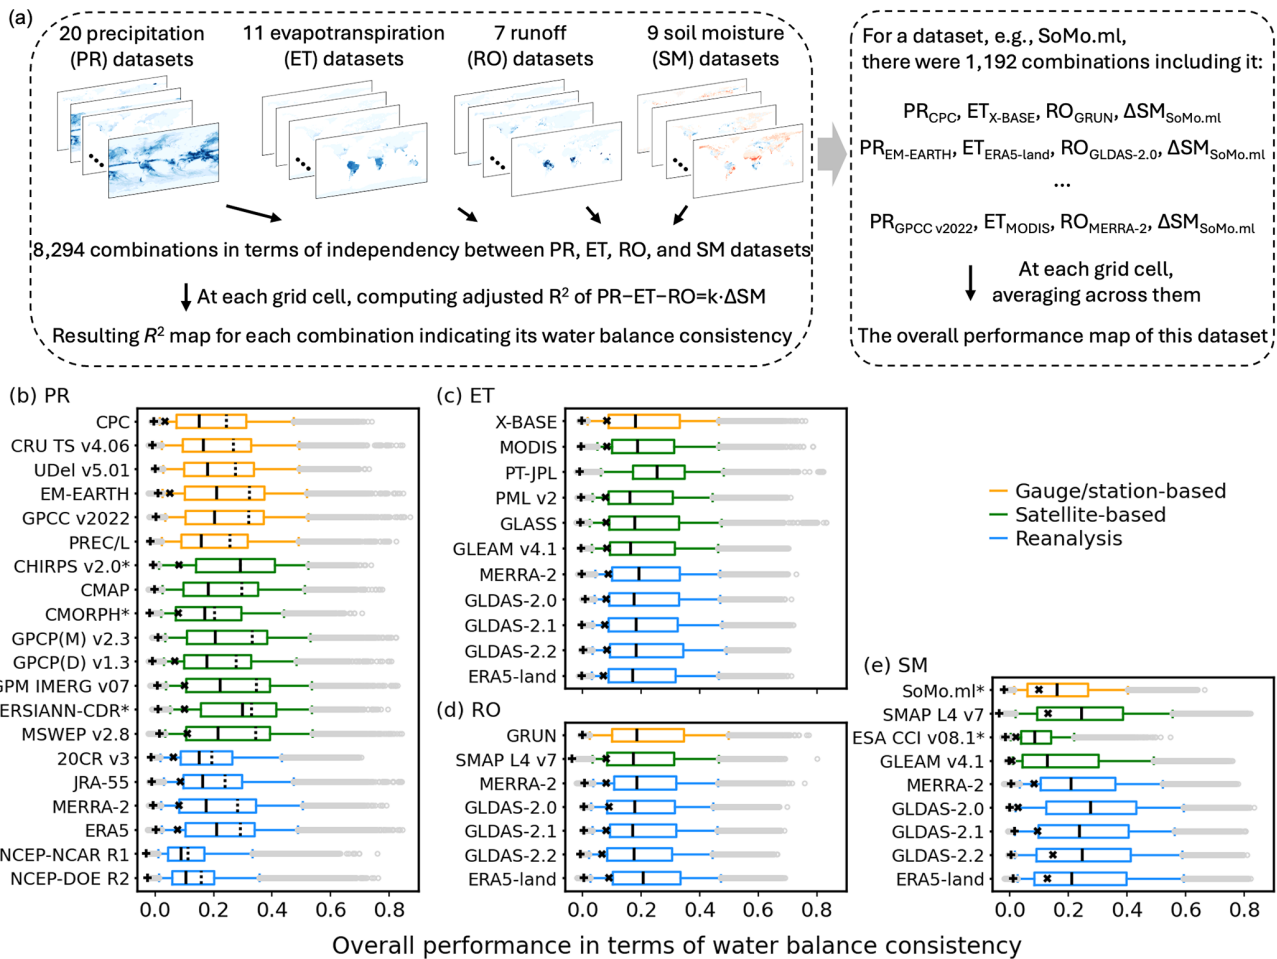 (a)
20 precipitation (PR) datasets
11 evapotranspiration (ET) datasets
7 runoff (RO) datasets
9 soil moisture (SM) datasets
8,294 combinations in terms of independency between PR, ET, RO, and SM datasets
At each grid cell, computing adjusted R² of PR−ET−RO=k·ΔSM
Resulting R² map for each combination indicating its water balance consistency
For a dataset, e.g., SoMo.ml,
there were 1,192 combinations including it:
PR_CPC, ET_X-BASE, RO_GRUN, ΔSM_SoMo.ml
PR_EM-EARTH, ET_ERA5-land, RO_GLDAS-2.0, ΔSM_SoMo.ml
...
PR_GPCC v2022, ET_MODIS, RO_MERRA-2, ΔSM_SoMo.ml
At each grid cell,
averaging across them
The overall performance map of this dataset
(b) PR
CPC
CRU TS v4.06
UDel v5.01
EM-EARTH
GPCC v2022
PREC/L
CHIRPS v2.0*
CMAP
CMORPH*
GPCP(M) v2.3
GPCP(D) v1.3
GPM IMERG v07
ERSIANN-CDR*
MSWEP v2.8
20CR v3
JRA-55
MERRA-2
ERA5
NCEP-NCAR R1
NCEP-DOE R2
0.0 0.2 0.4 0.6 0.8
(c) ET
X-BASE
MODIS
PT-JPL
PML v2
GLASS
GLEAM v4.1
MERRA-2
GLDAS-2.0
GLDAS-2.1
GLDAS-2.2
ERA5-land
(d) RO
GRUN
SMAP L4 v7
MERRA-2
GLDAS-2.0
GLDAS-2.1
GLDAS-2.2
ERA5-land
0.0 0.2 0.4 0.6 0.8
Gauge/station-based
Satellite-based
Reanalysis
(e) SM
SoMo.ml*
SMAP L4 v7
ESA CCI v08.1*
GLEAM v4.1
MERRA-2
GLDAS-2.0
GLDAS-2.1
GLDAS-2.2
ERA5-land
0.0 0.2 0.4 0.6 0.8
Overall performance in terms of water balance consistency